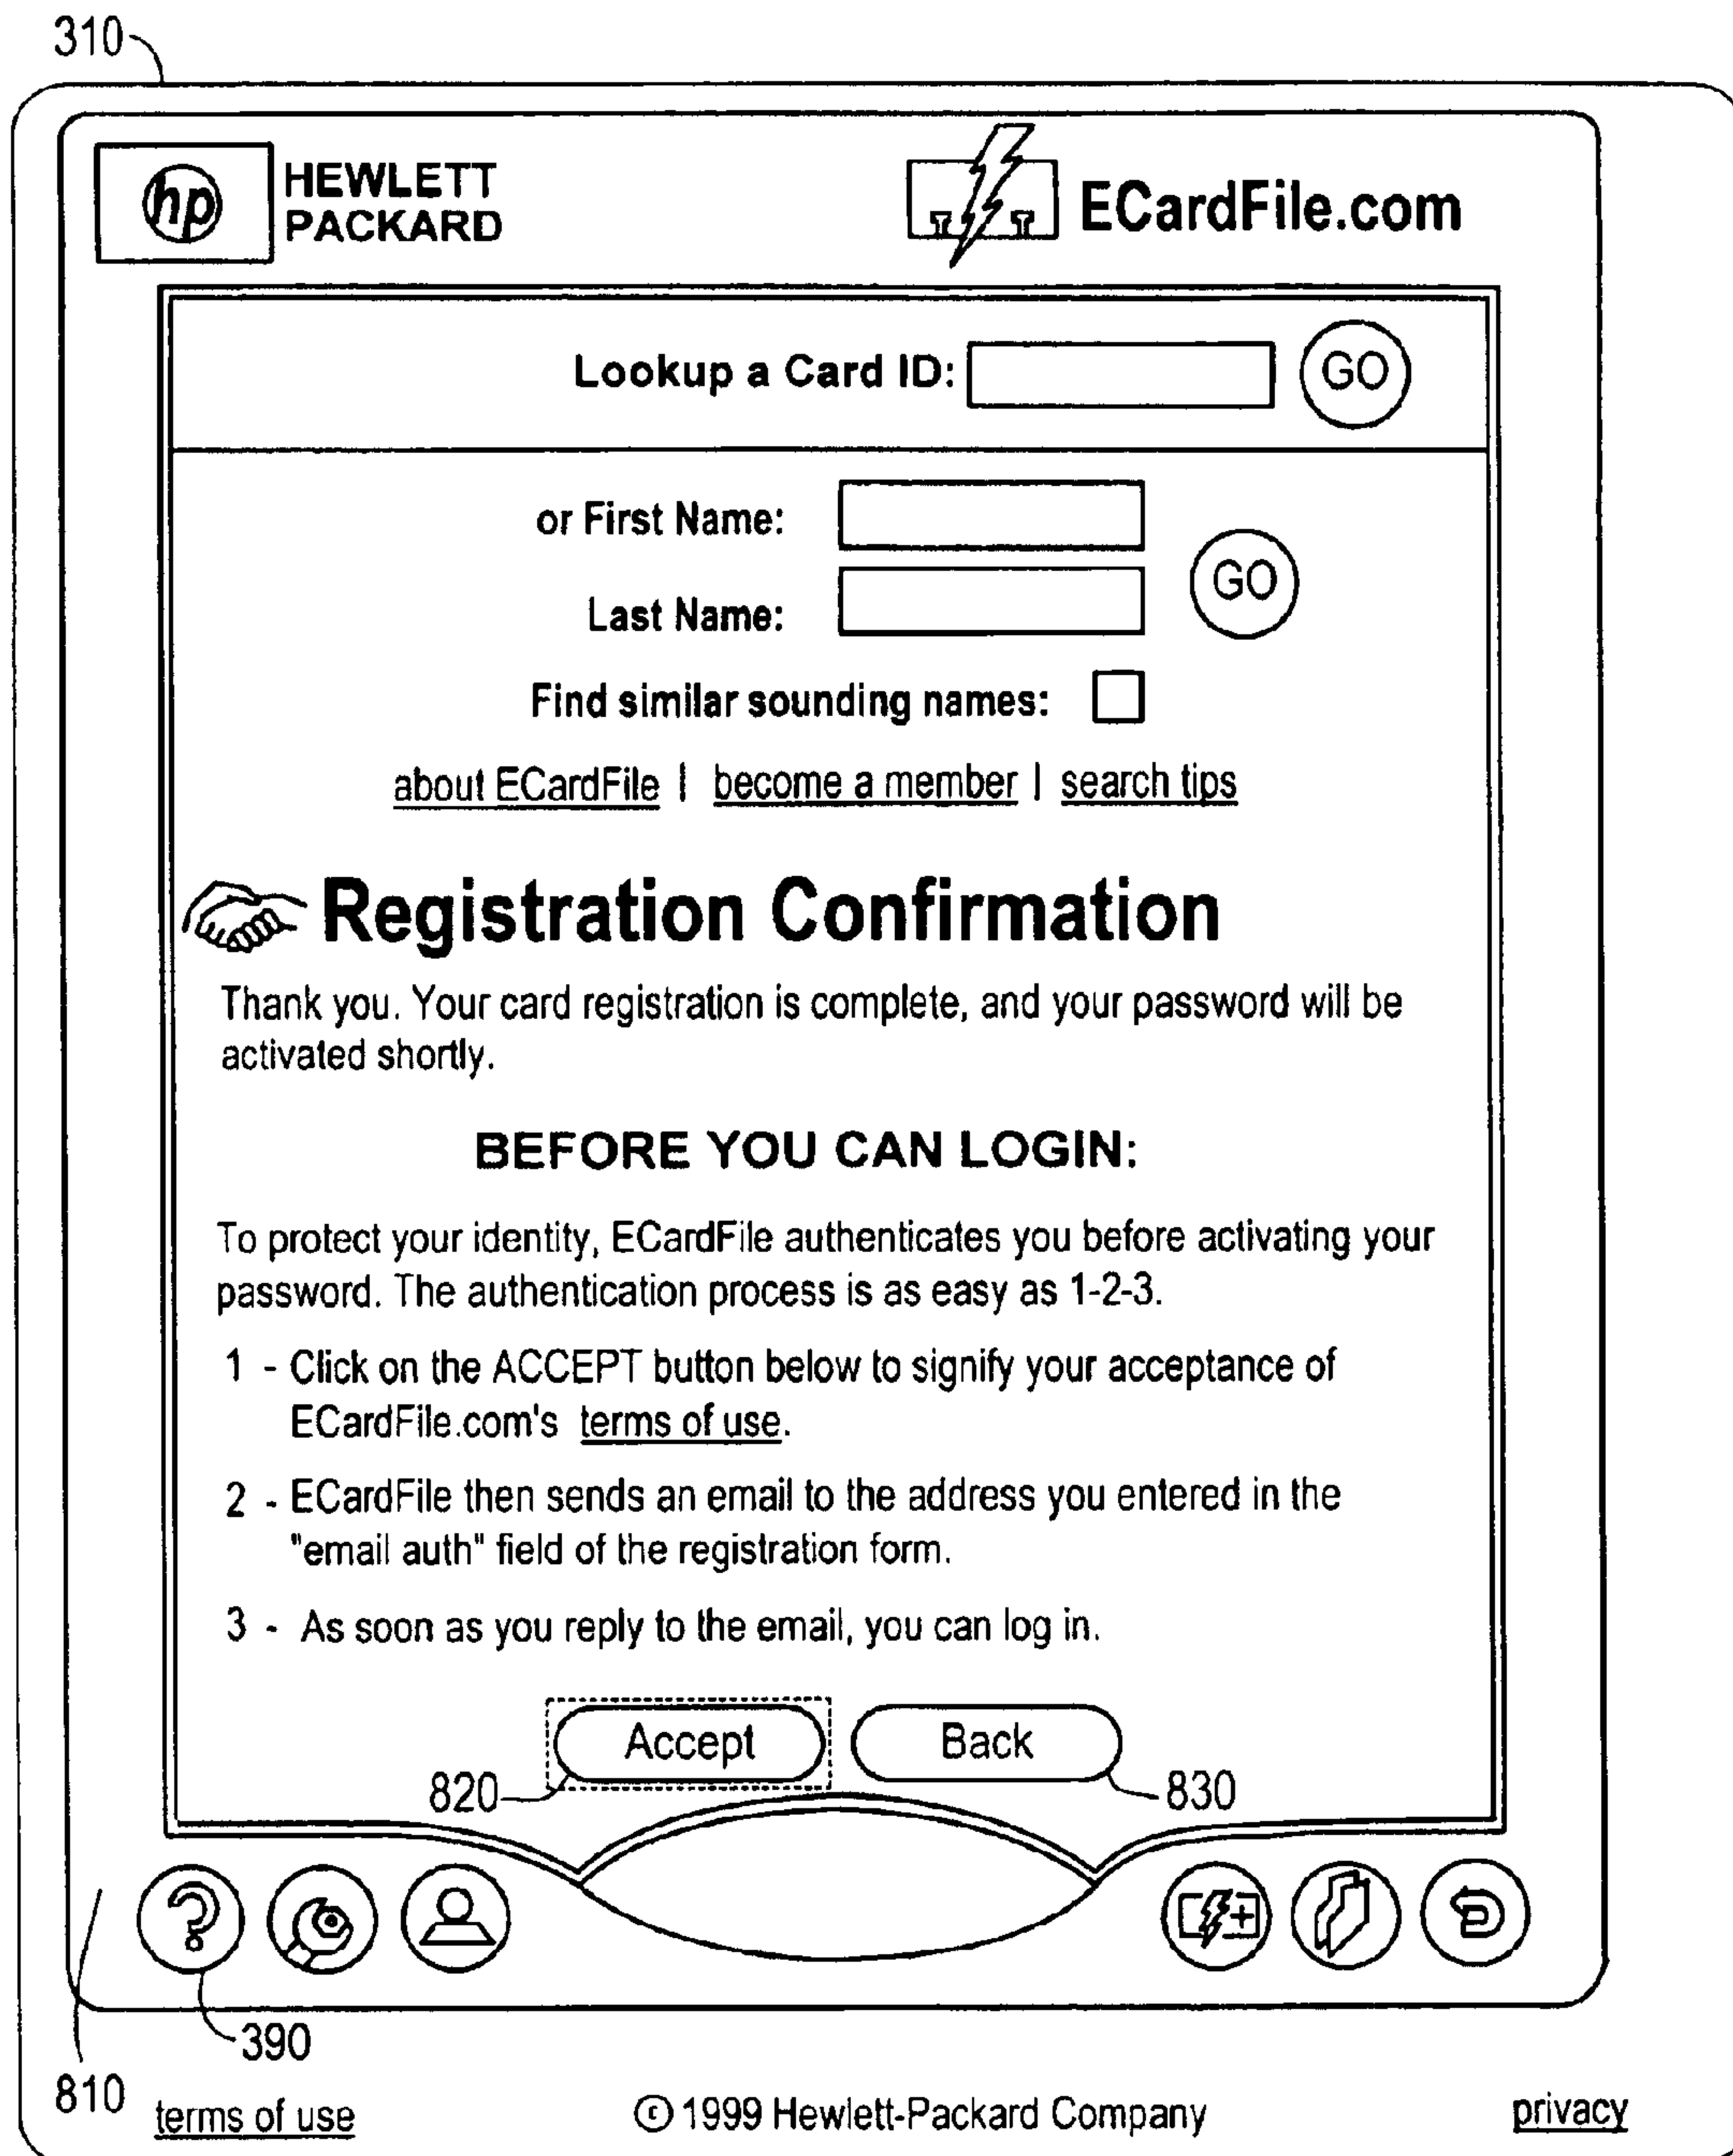 310
hp HEWLETT
PACKARD
ECardFile.com
Lookup a Card ID: GO
or First Name:
GO
Last Name:
Find similar sounding names:
about ECardFile | become a member | search tips
Registration Confirmation
Thank you. Your card registration is complete, and your password will be
activated shortly.
BEFORE YOU CAN LOGIN:
To protect your identity, ECardFile authenticates you before activating your
password. The authentication process is as easy as 1-2-3.
1 - Click on the ACCEPT button below to signify your acceptance of
ECardFile.com's terms of use.
2 - ECardFile then sends an email to the address you entered in the
"email auth" field of the registration form.
3 - As soon as you reply to the email, you can log in.
Accept Back
820 830
?
390
810
terms of use © 1999 Hewlett-Packard Company privacy